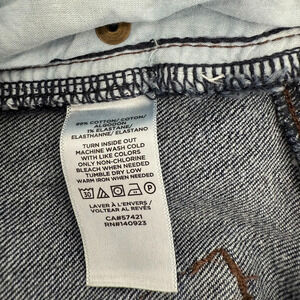 99% COTTON/COTON/
ALGODON
1% ELASTANE/
ELASTHANNE/ ELASTANO
TURN INSIDE OUT
MACHINE WASH COLD
WITH LIKE COLORS
ONLY NON-CHLORINE
BLEACH WHEN NEEDED
TUMBLE DRY LOW
WARM IRON WHEN NEEDED
LAVER À L'ENVERS /
VOLTEAR AL REVÉS
CA#57421
RN#140923